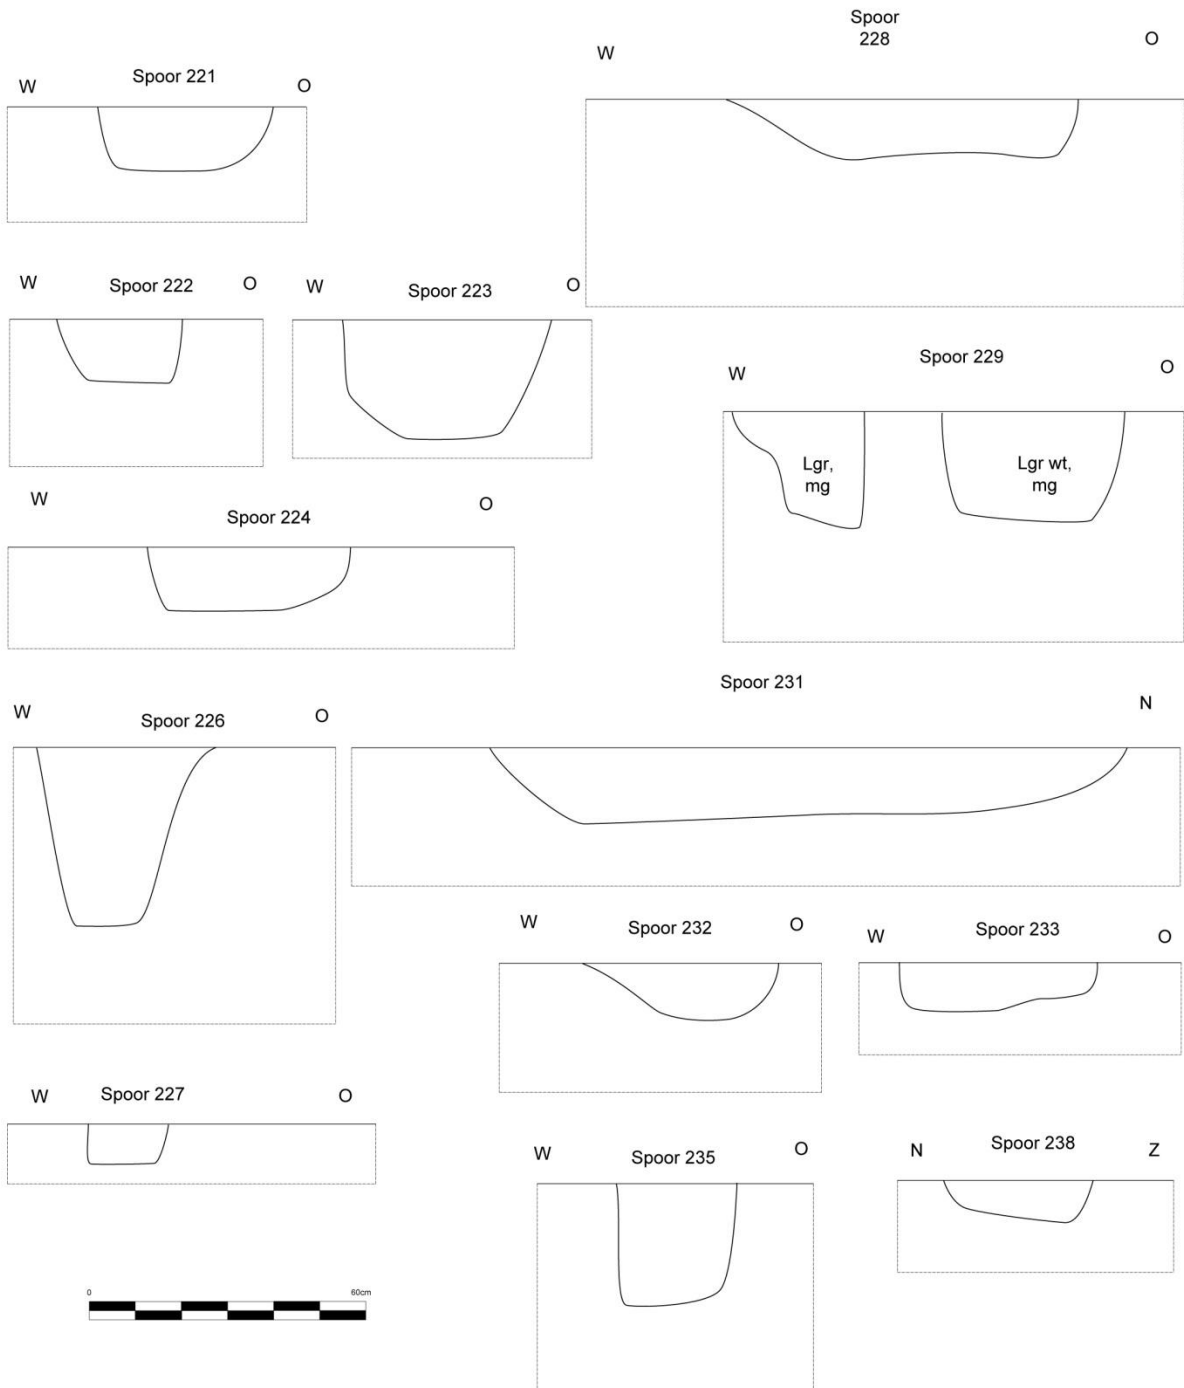 Spoor
228
W
O
W
Spoor 221
O
W
Spoor 222
O
W
Spoor 223
O
Spoor 229
W
O
Lgr,
mg
Lgr wt,
mg
W
Spoor 224
O
Spoor 231
N
W
Spoor 226
O
W
Spoor 232
O
W
Spoor 233
O
W
Spoor 227
O
W
Spoor 235
O
N
Spoor 238
Z
0
60cm